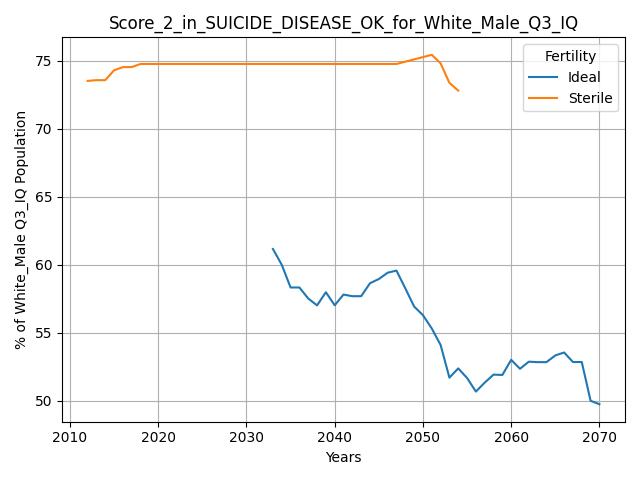 Score_2_in_SUICIDE_DISEASE_OK_for_White_Male_Q3_IQ
% of White_Male Q3_IQ Population
75
70
65
60
55
50
Fertility
Ideal
Sterile
2010 2020 2030 2040 2050 2060 2070
Years